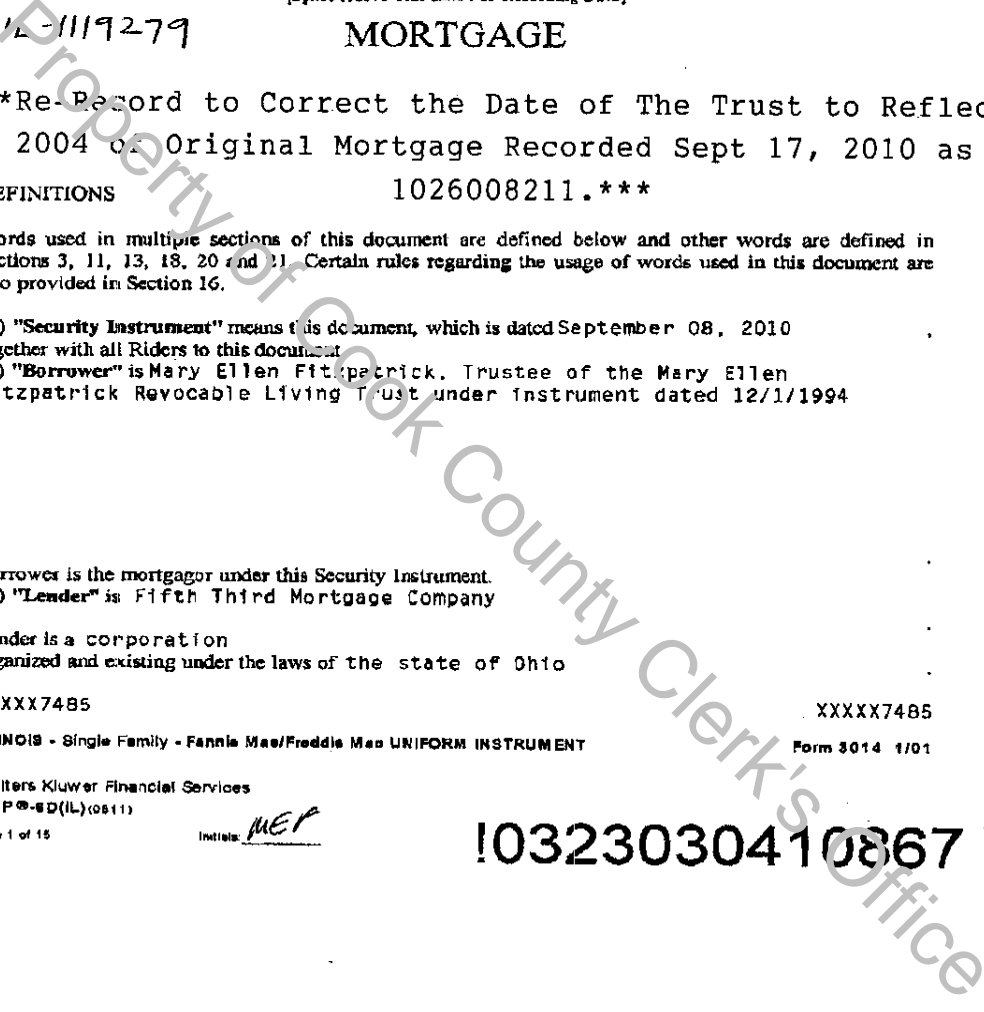 -1119279
MORTGAGE
*Re-Record to Correct the Date of The Trust to Reflec
2004 of Original Mortgage Recorded Sept 17, 2010 as
1026008211.***
EFINITIONS
ords used in multiple sections of this document are defined below and other words are defined in
ctions 3, 11, 13, 18, 20 and 21. Certain rules regarding the usage of words used in this document are
o provided in Section 16.
) "Security Instrument" means this document, which is dated September 08, 2010 ,
gether with all Riders to this document
) "Borrower" is Mary Ellen Fitzpatrick, Trustee of the Mary Ellen
tzpatrick Revocable Living Trust under instrument dated 12/1/1994
.
rrower is the mortgagor under this Security Instrument.
) "Lender" is Fifth Third Mortgage Company
.
nder is a corporation
ganized and existing under the laws of the state of Ohio .
XXX7485 XXXXX7485
INOIS - Single Family - Fannie Mae/Freddie Mac UNIFORM INSTRUMENT Form 3014 1/01
lters Kluwer Financial Services
P®-6D(IL)(0811)
1 of 15 Initials: MEF
!0323030410867
Property of Cook County Clerk's Office